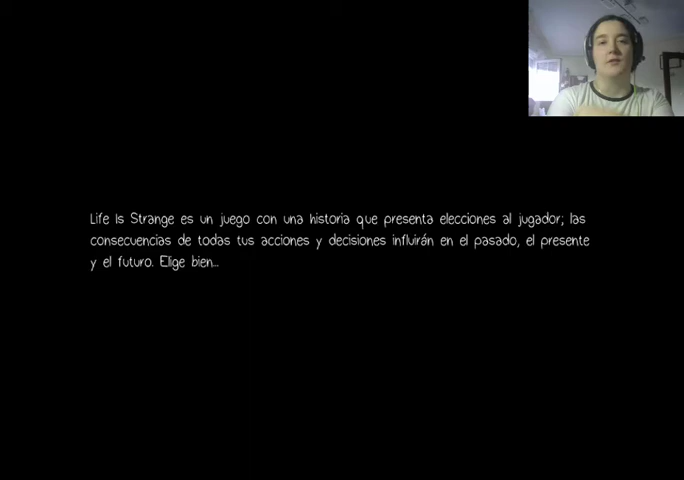 Life Is Strange es un juego con una historia que presenta elecciones al jugador; las
consecuencias de todas tus acciones y decisiones influirán en el pasado, el presente
y el futuro. Elige bien...